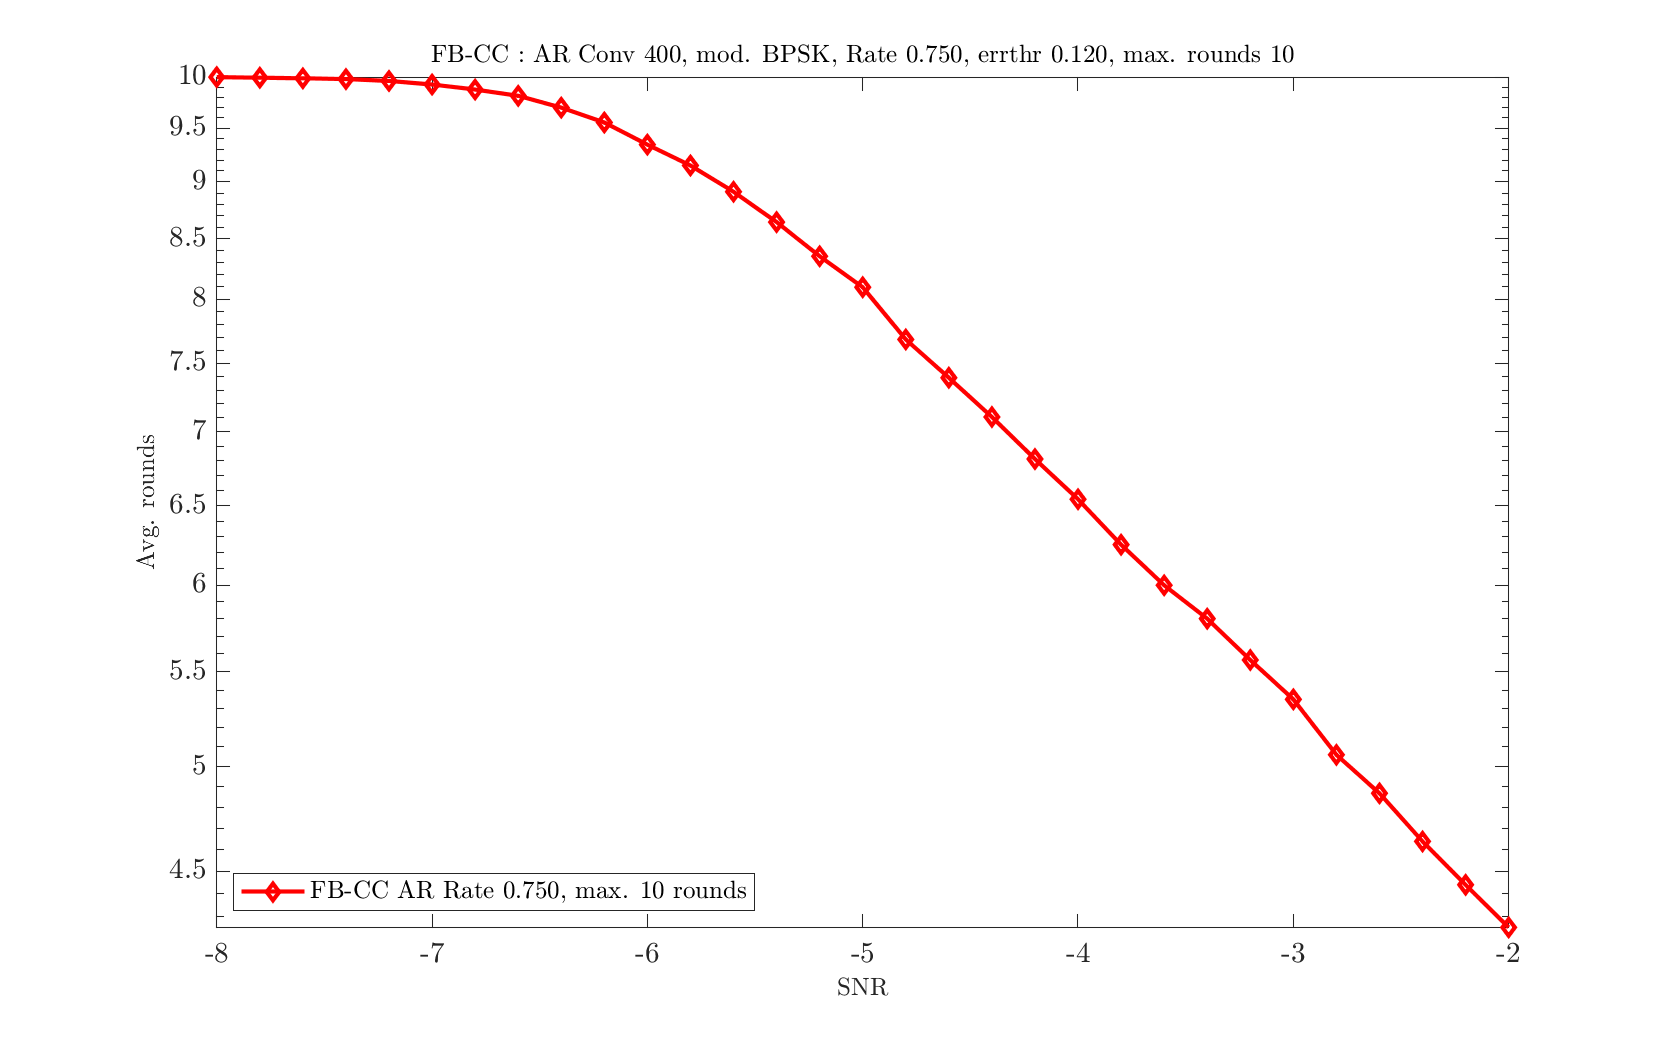 FB-CC : AR Conv 400, mod. BPSK, Rate 0.750, errthr 0.120, max. rounds 10
10
9.5
9
8.5
8
7.5
7
6.5
6
5.5
5
4.5
Avg. rounds
FB-CC AR Rate 0.750, max. 10 rounds
-8 -7 -6 -5 -4 -3 -2
SNR